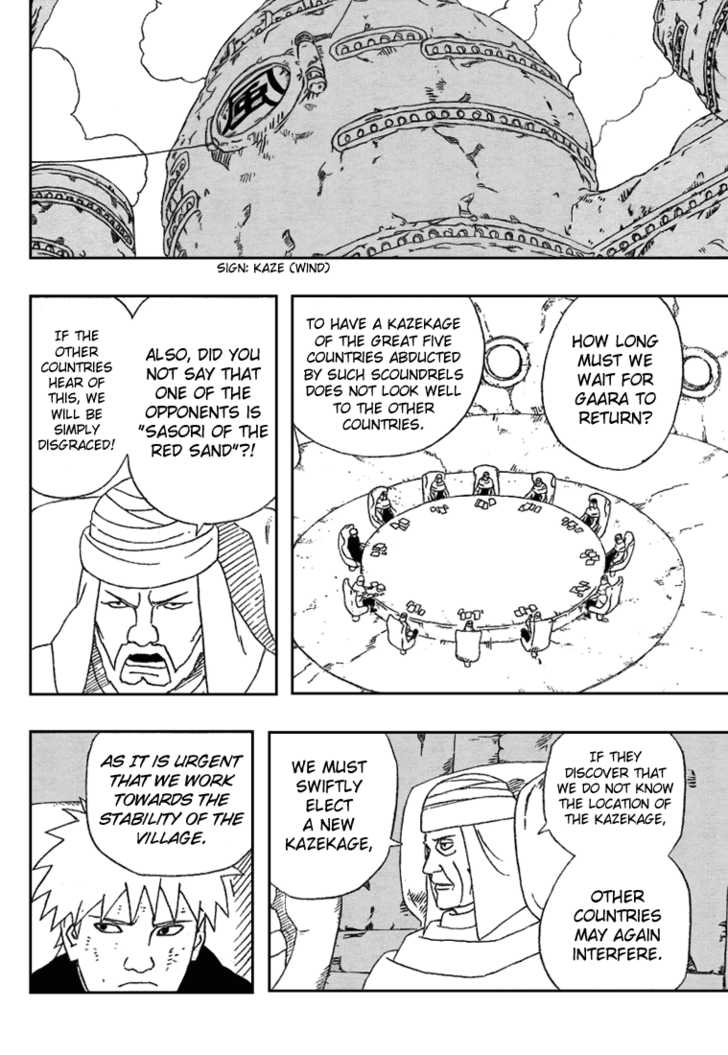 風
SIGN: KAZE (WIND)
HOW LONG
MUST WE
WAIT FOR
GAARA TO
RETURN?
TO HAVE A KAZEKAGE
OF THE GREAT FIVE
COUNTRIES ABDUCTED
BY SUCH SCOUNDRELS
DOES NOT LOOK WELL
TO THE OTHER
COUNTRIES.
ALSO, DID YOU
NOT SAY THAT
ONE OF THE
OPPONENTS IS
"SASORI OF THE
RED SAND"?!
IF THE
OTHER
COUNTRIES
HEAR OF
THIS, WE
WILL BE
SIMPLY
DISGRACED!
IF THEY
DISCOVER THAT
WE DO NOT KNOW
THE LOCATION OF
THE KAZEKAGE,
OTHER
COUNTRIES
MAY AGAIN
INTERFERE.
WE MUST
SWIFTLY
ELECT
A NEW
KAZEKAGE,
AS IT IS URGENT
THAT WE WORK
TOWARDS THE
STABILITY OF THE
VILLAGE.